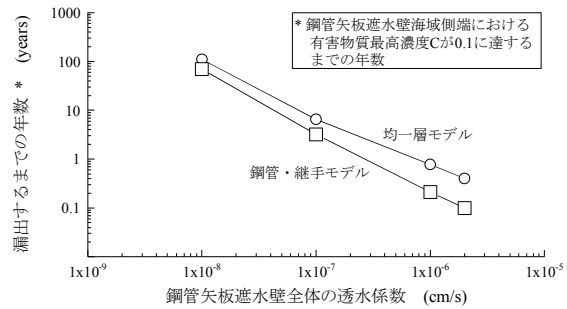 * 鋼管矢板遮水壁海域側端における
有害物質最高濃度Cが0.1に達する
までの年数
漏出するまでの年数 * (years)
1000
100
10
1
0.1
均一層モデル
鋼管・継手モデル
1x10-9
1x10-8
1x10-7
1x10-6
1x10-5
鋼管矢板遮水壁全体の透水係数 (cm/s)